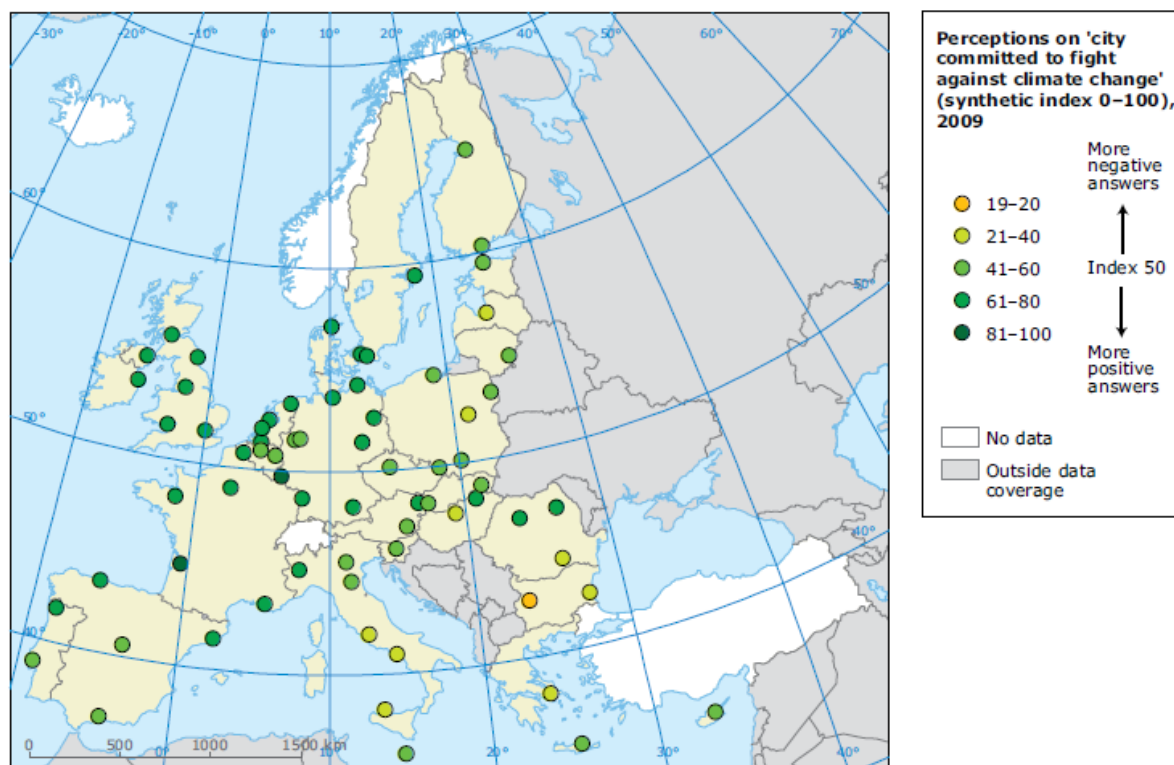 -30°
-20°
-10°
0°
10°
20°
30°
40°
50°
60°
70°
60°
50°
50°
40°
40°
0
500
1000
1500 km
0°
10°
20°
30°
40°
Perceptions on 'city
committed to fight
against climate change'
(synthetic index 0–100),
2009
More
negative
answers
19–20
21–40
41–60
Index 50
61–80
81–100
More
positive
answers
No data
Outside data
coverage